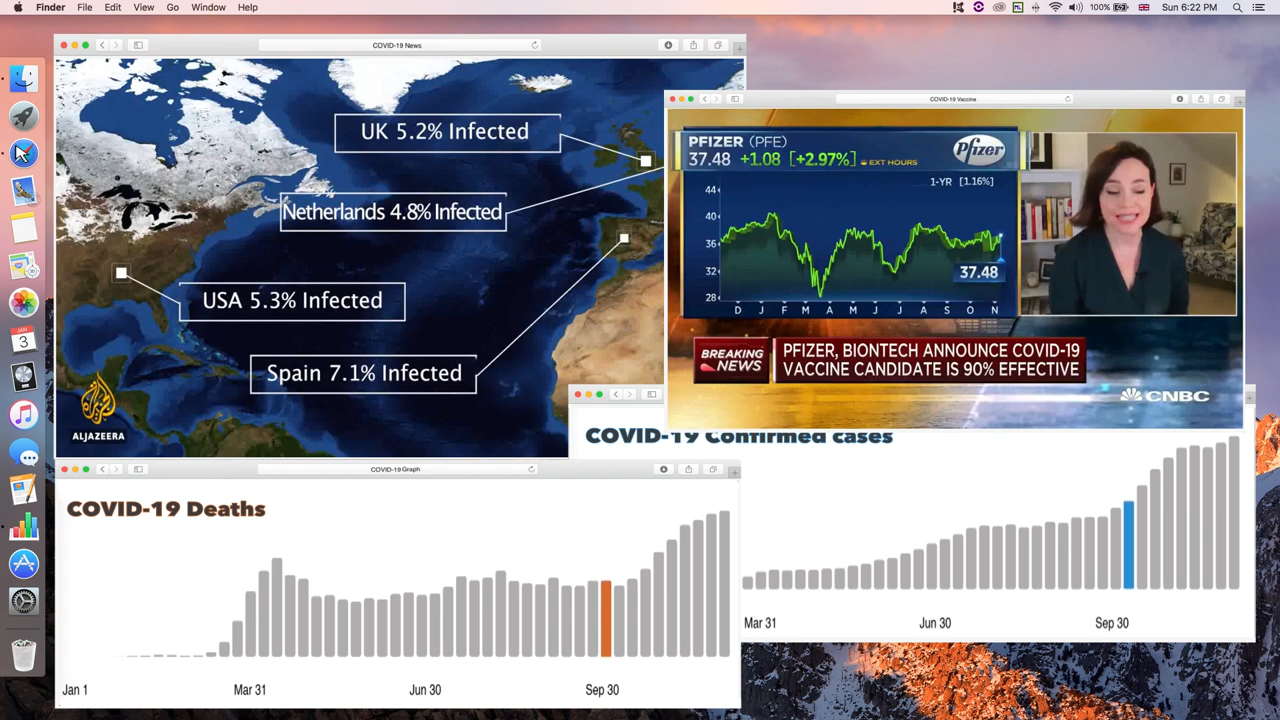 Finder File Edit View Go Window Help
100% Sun 6:22 PM
COVID-19 News
UK 5.2% Infected
Netherlands 4.8% Infected
USA 5.3% Infected
Spain 7.1% Infected
ALJAZEERA
COVID-19 Vaccine
PFIZER (PFE)
37.48 +1.08 [+2.97%] EXT HOURS
Pfizer
1-YR [1.16%]
44
40
36
32
28
37.48
D J F M A M J J A S O N
BREAKING NEWS
PFIZER, BIONTECH ANNOUNCE COVID-19
VACCINE CANDIDATE IS 90% EFFECTIVE
CNBC
COVID-19 Confirmed cases
Mar 31 Jun 30 Sep 30
COVID-19 Graph
COVID-19 Deaths
Jan 1 Mar 31 Jun 30 Sep 30
JAN
3